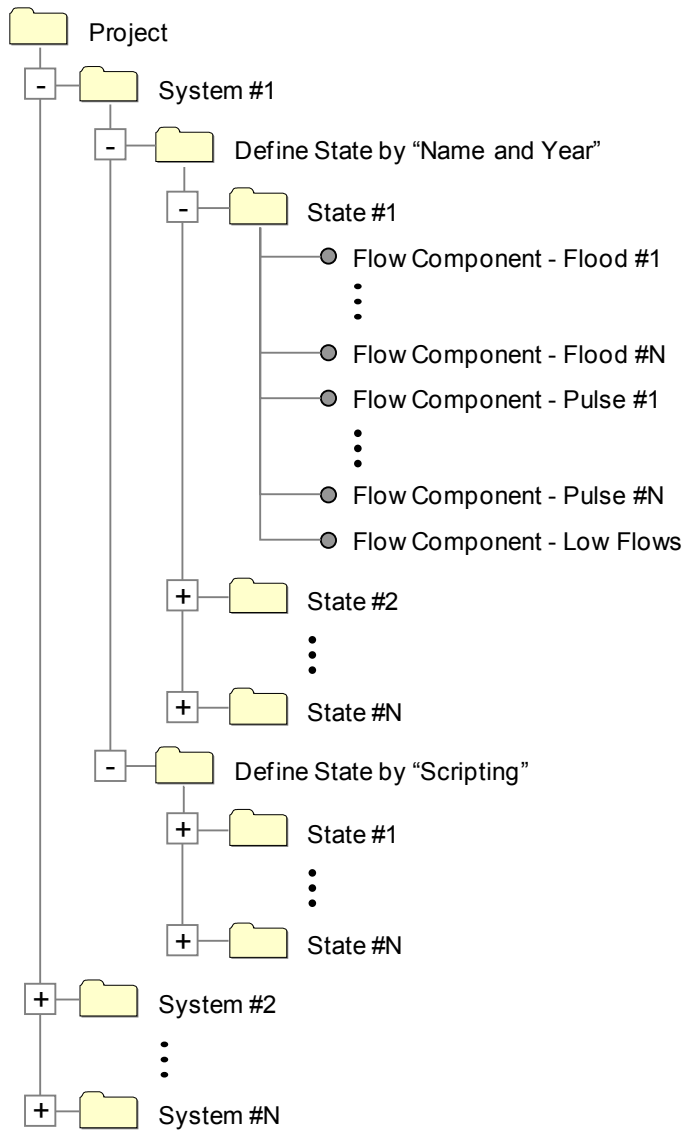 Project
- System #1
- Define State by “Name and Year”
- State #1
Flow Component - Flood #1
Flow Component - Flood #N
Flow Component - Pulse #1
Flow Component - Pulse #N
Flow Component - Low Flows
+ State #2
+ State #N
- Define State by “Scripting”
+ State #1
+ State #N
+ System #2
+ System #N